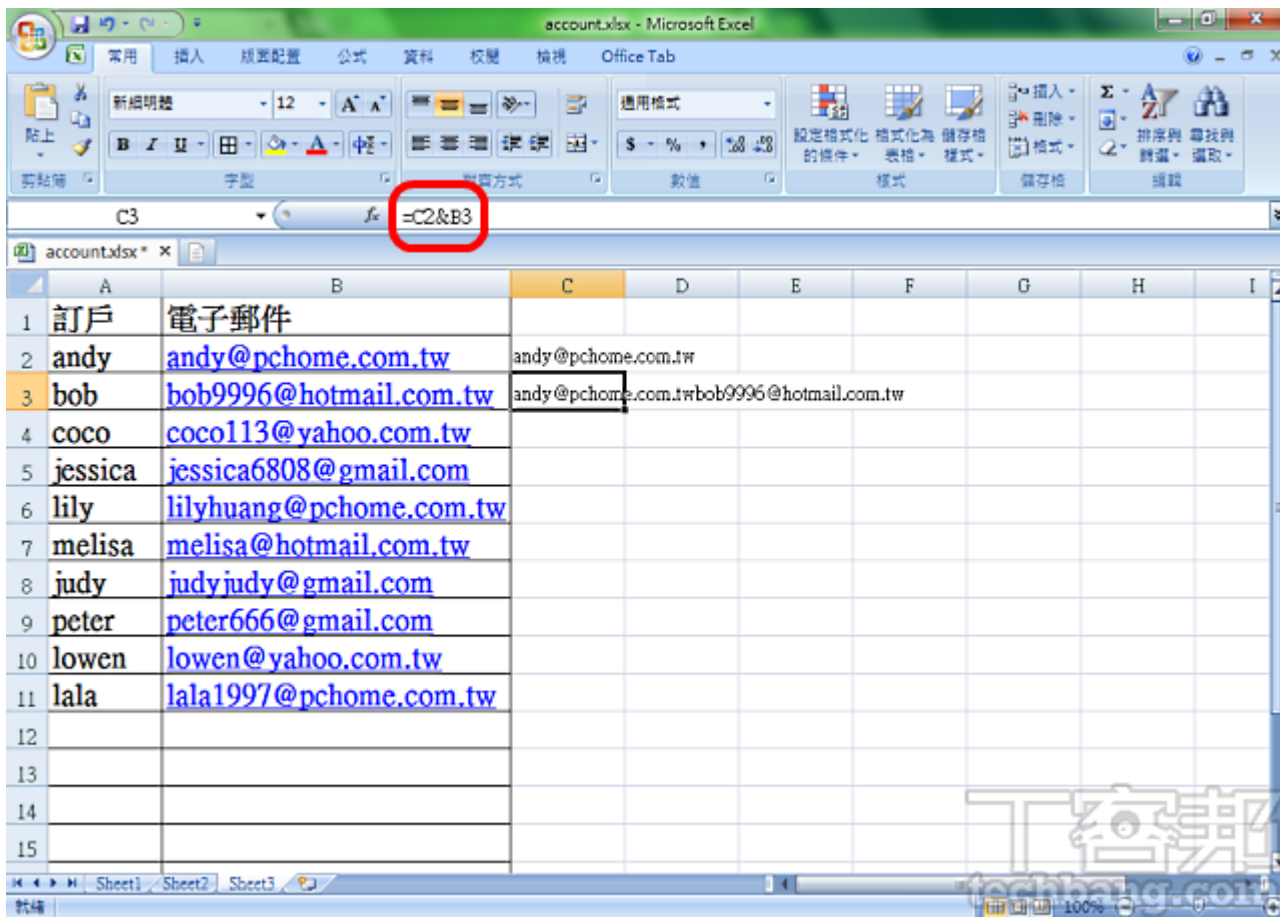 account.xlsx - Microsoft Excel
常用 插入 版面配置 公式 資料 校閱 檢視 Office Tab
新細明體 12 A A 通用格式 插入 Σ
貼上 設定格式化的條件 格式化為表格 儲存格樣式 刪除 排序與篩選 尋找與選取
B I U A $ % , 格式
剪貼簿 字型 對齊方式 數值 樣式 儲存格 編輯
C3 fx =C2&B3
account.xlsx *
A B C D E F G H I
1 訂戶 電子郵件
2 andy andy@pchome.com.tw andy@pchome.com.tw
3 bob bob9996@hotmail.com.tw andy@pchome.com.twbob9996@hotmail.com.tw
4 coco coco113@yahoo.com.tw
5 jessica jessica6808@gmail.com
6 lily lilyhuang@pchome.com.tw
7 melisa melisa@hotmail.com.tw
8 judy judyjudy@gmail.com
9 peter peter666@gmail.com
10 lowen lowen@yahoo.com.tw
11 lala lala1997@pchome.com.tw
12
13
14
15
T客邦
techbang.com
Sheet1 Sheet2 Sheet3
就緒 100%